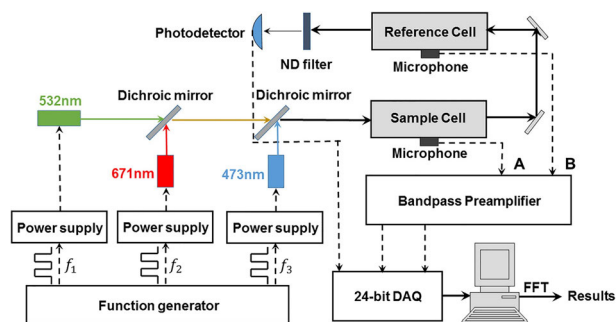 Photodetector
Reference Cell
ND filter
Microphone
532nm
Dichroic mirror
Dichroic mirror
Sample Cell
Microphone
671nm
473nm
A
B
Power supply
Power supply
Power supply
Bandpass Preamplifier
f1
f2
f3
Function generator
24-bit DAQ
FFT
Results